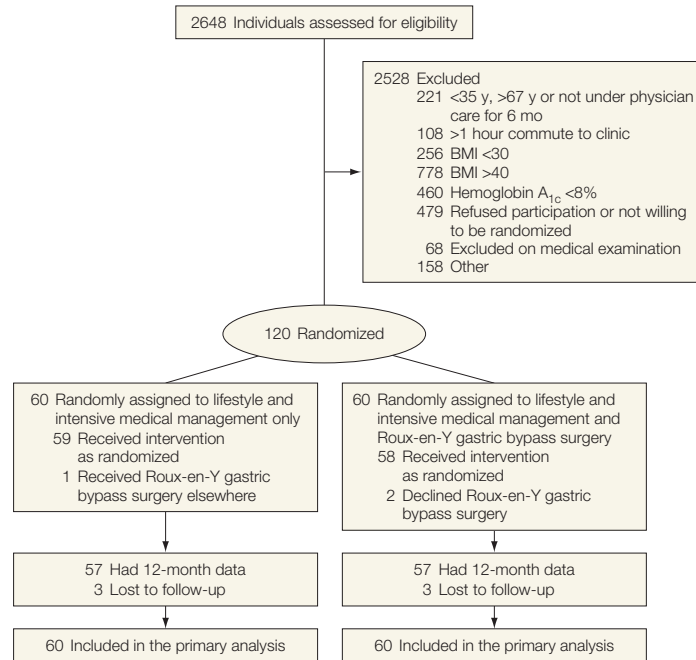 2648 Individuals assessed for eligibility
2528 Excluded
221 <35 y, >67 y or not under physician
care for 6 mo
108 >1 hour commute to clinic
256 BMI <30
778 BMI >40
460 Hemoglobin A1c <8%
479 Refused participation or not willing
to be randomized
68 Excluded on medical examination
158 Other
120 Randomized
60 Randomly assigned to lifestyle and
intensive medical management only
59 Received intervention
as randomized
1 Received Roux-en-Y gastric
bypass surgery elsewhere
60 Randomly assigned to lifestyle and
intensive medical management and
Roux-en-Y gastric bypass surgery
58 Received intervention
as randomized
2 Declined Roux-en-Y gastric
bypass surgery
57 Had 12-month data
3 Lost to follow-up
57 Had 12-month data
3 Lost to follow-up
60 Included in the primary analysis
60 Included in the primary analysis